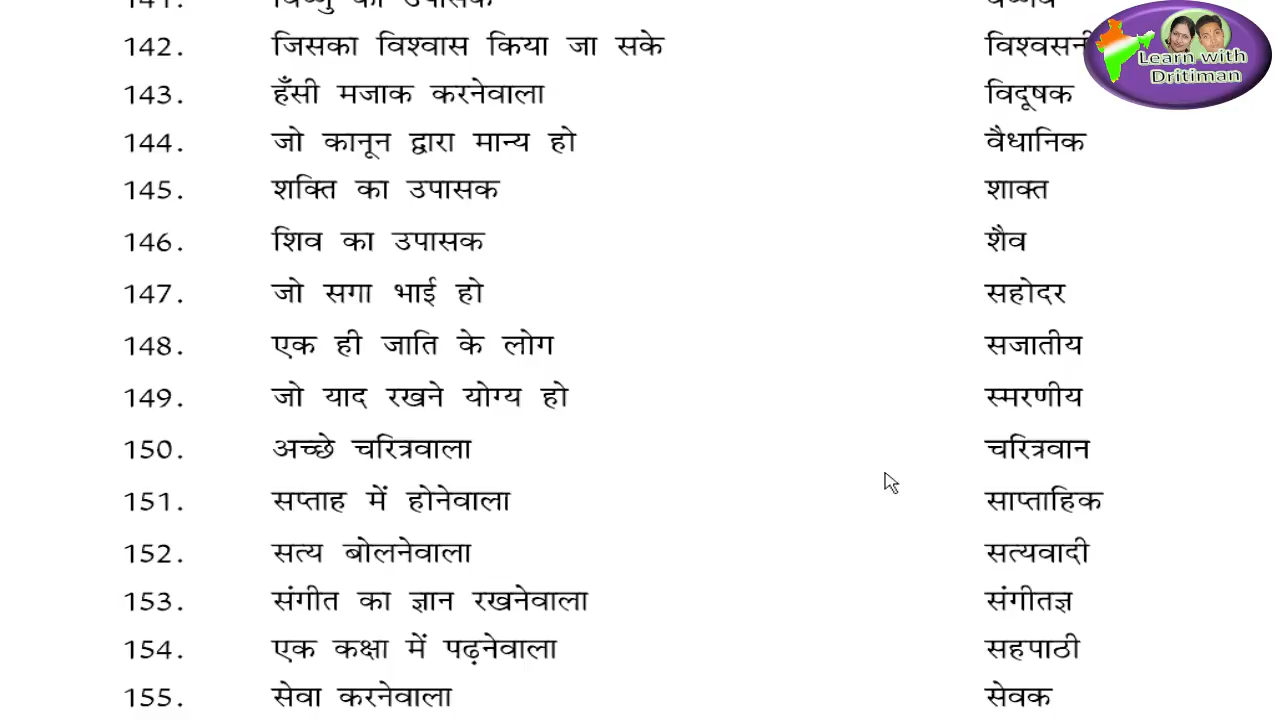 142. जिसका विश्वास किया जा सके
143. हँसी मजाक करनेवाला विदूषक
144. जो कानून द्वारा मान्य हो वैधानिक
145. शक्ति का उपासक शाक्त
146. शिव का उपासक शैव
147. जो सगा भाई हो सहोदर
148. एक ही जाति के लोग सजातीय
149. जो याद रखने योग्य हो स्मरणीय
150. अच्छे चरित्रवाला चरित्रवान
151. सप्ताह में होनेवाला साप्ताहिक
152. सत्य बोलनेवाला सत्यवादी
153. संगीत का ज्ञान रखनेवाला संगीतज्ञ
154. एक कक्षा में पढ़नेवाला सहपाठी
155. सेवा करनेवाला सेवक
Learn with
Dritiman